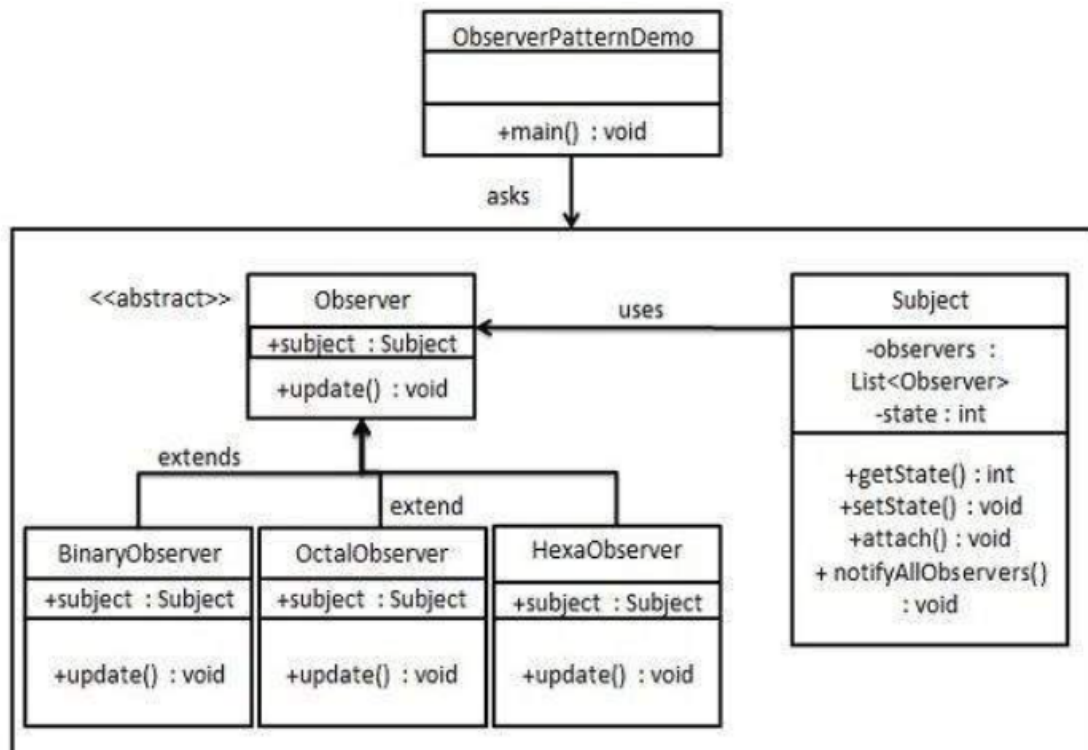 ObserverPatternDemo
+main() : void
asks
<<abstract>>
Observer
+subject : Subject
+update() : void
uses
Subject
-observers :
List<Observer>
-state : int
+getState() : int
+setState() : void
+attach() : void
+ notifyAllObservers()
: void
extends
extend
BinaryObserver
+subject : Subject
+update() : void
OctalObserver
+subject : Subject
+update() : void
HexaObserver
+subject : Subject
+update() : void